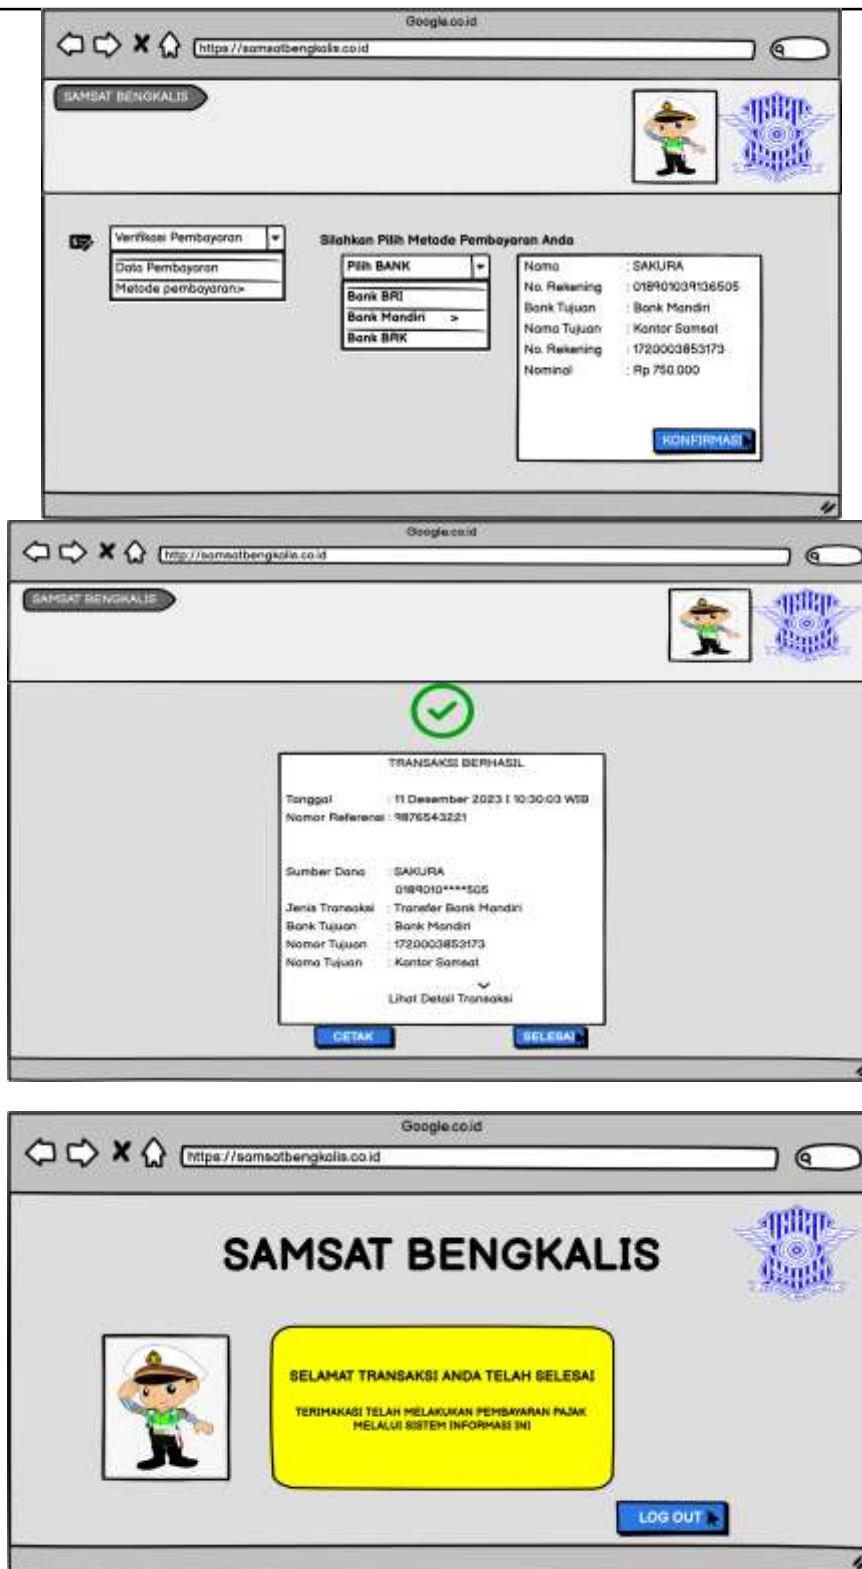 Google.co.id
https://samsatbengkalis.co.id
SAMSAT BENGKALIS
Verifikasi Pembayaran
Data Pembayaran
Metode pembayaran>
Silahkan Pilih Metode Pembayaran Anda
Pilih BANK
Bank BRI
Bank Mandiri >
Bank BRK
Nama : SAKURA
No. Rekening : 018901039136505
Bank Tujuan : Bank Mandiri
Nama Tujuan : Kantor Samsat
No. Rekening : 1720003853173
Nominal : Rp 750.000
KONFIRMASI
Google.co.id
http://samsatbengkalis.co.id
SAMSAT BENGKALIS
TRANSAKSI BERHASIL
Tanggal : 11 Desember 2023 I 10:30:03 WIB
Nomor Referensi : 9876543221
Sumber Dana : SAKURA
0189010****505
Jenis Transaksi : Transfer Bank Mandiri
Bank Tujuan : Bank Mandiri
Nomor Tujuan : 1720003853173
Nama Tujuan : Kantor Samsat
Lihat Detail Transaksi
CETAK
SELESAI
Google.co.id
https://samsatbengkalis.co.id
SAMSAT BENGKALIS
SELAMAT TRANSAKSI ANDA TELAH SELESAI
TERIMAKASI TELAH MELAKUKAN PEMBAYARAN PAJAK
MELALUI SISTEM INFORMASI INI
LOG OUT